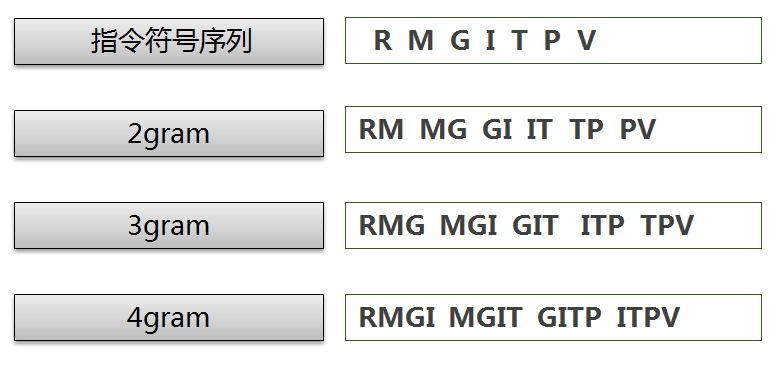 指令符号序列
R M G I T P V
2gram
RM MG GI IT TP PV
3gram
RMG MGI GIT ITP TPV
4gram
RMGI MGIT GITP ITPV